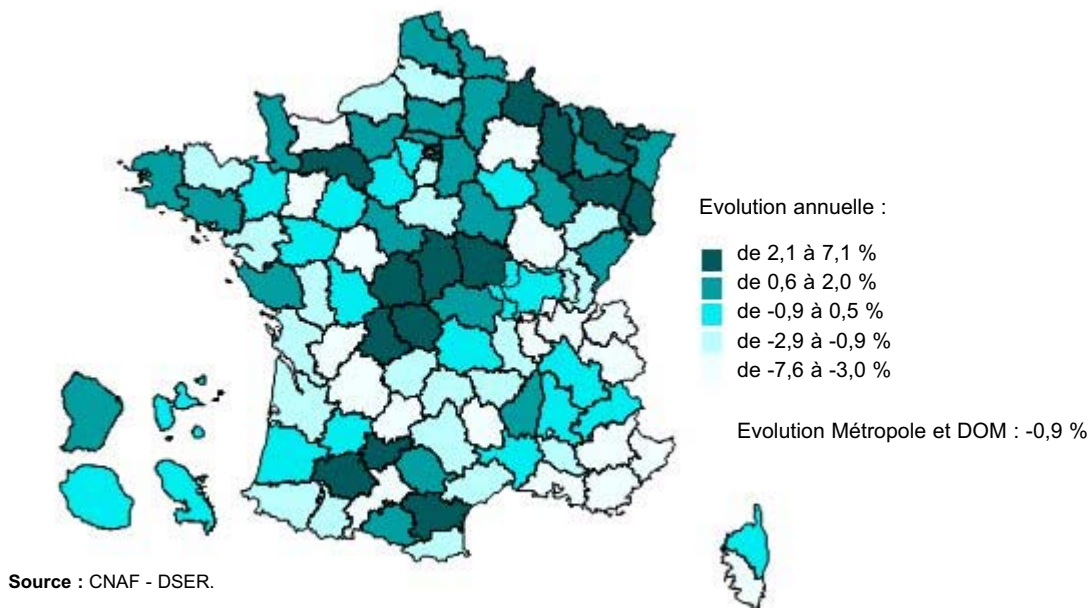 Evolution annuelle :
de 2,1 à 7,1 %
de 0,6 à 2,0 %
de -0,9 à 0,5 %
de -2,9 à -0,9 %
de -7,6 à -3,0 %
Evolution Métropole et DOM : -0,9 %
Source : CNAF - DSER.